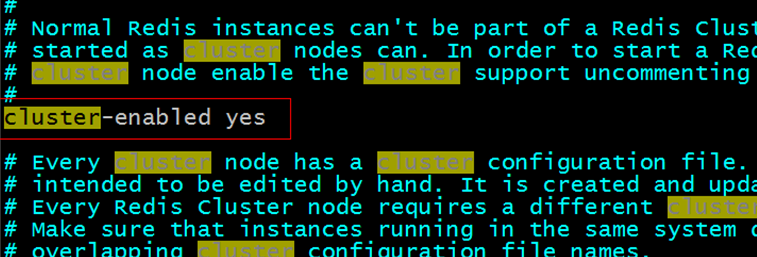 #
# Normal Redis instances can't be part of a Redis Clust
# started as cluster nodes can. In order to start a Red
# cluster node enable the cluster support uncommenting
#
cluster-enabled yes
# Every cluster node has a cluster configuration file.
# intended to be edited by hand. It is created and upda
# Every Redis Cluster node requires a different cluster
# Make sure that instances running in the same system
# overlapping cluster configuration file names.